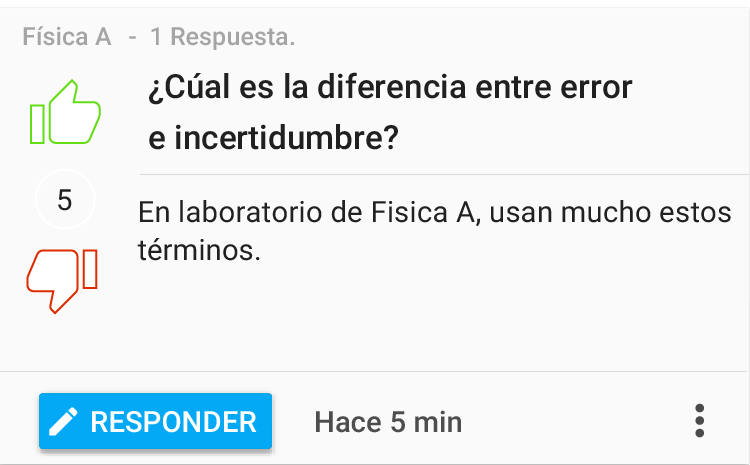 Física A - 1 Respuesta.
¿Cúal es la diferencia entre error
e incertidumbre?
5
En laboratorio de Fisica A, usan mucho estos
términos.
RESPONDER
Hace 5 min